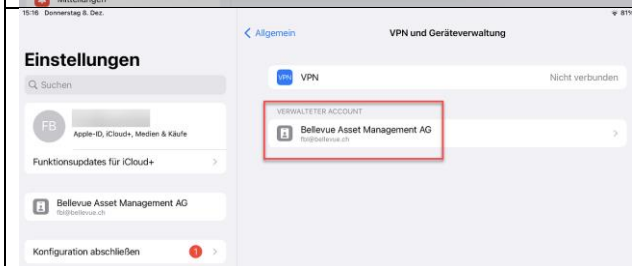 Mitteilungen
15:16 Donnerstag 8. Dez.
81%
Allgemein
VPN und Geräteverwaltung
Einstellungen
Suchen
VPN
VPN
Nicht verbunden
FB
Apple-ID, iCloud+, Medien & Käufe
VERWALTETER ACCOUNT
Bellevue Asset Management AG
fbl@bellevue.ch
Funktionsupdates für iCloud+
Bellevue Asset Management AG
fbl@bellevue.ch
Konfiguration abschließen
1